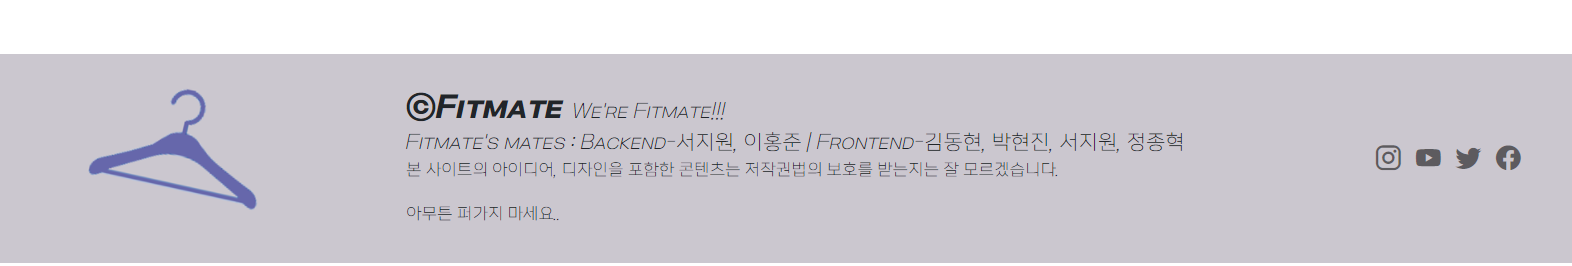 ©FITMATE WE'RE FITMATE!!!
FITMATE'S MATES : BACKEND-서지원, 이홍준 | FRONTEND-김동현, 박현진, 서지원, 정종혁
본 사이트의 아이디어, 디자인을 포함한 콘텐츠는 저작권법의 보호를 받는지는 잘 모르겠습니다.
아무튼 퍼가지 마세요..